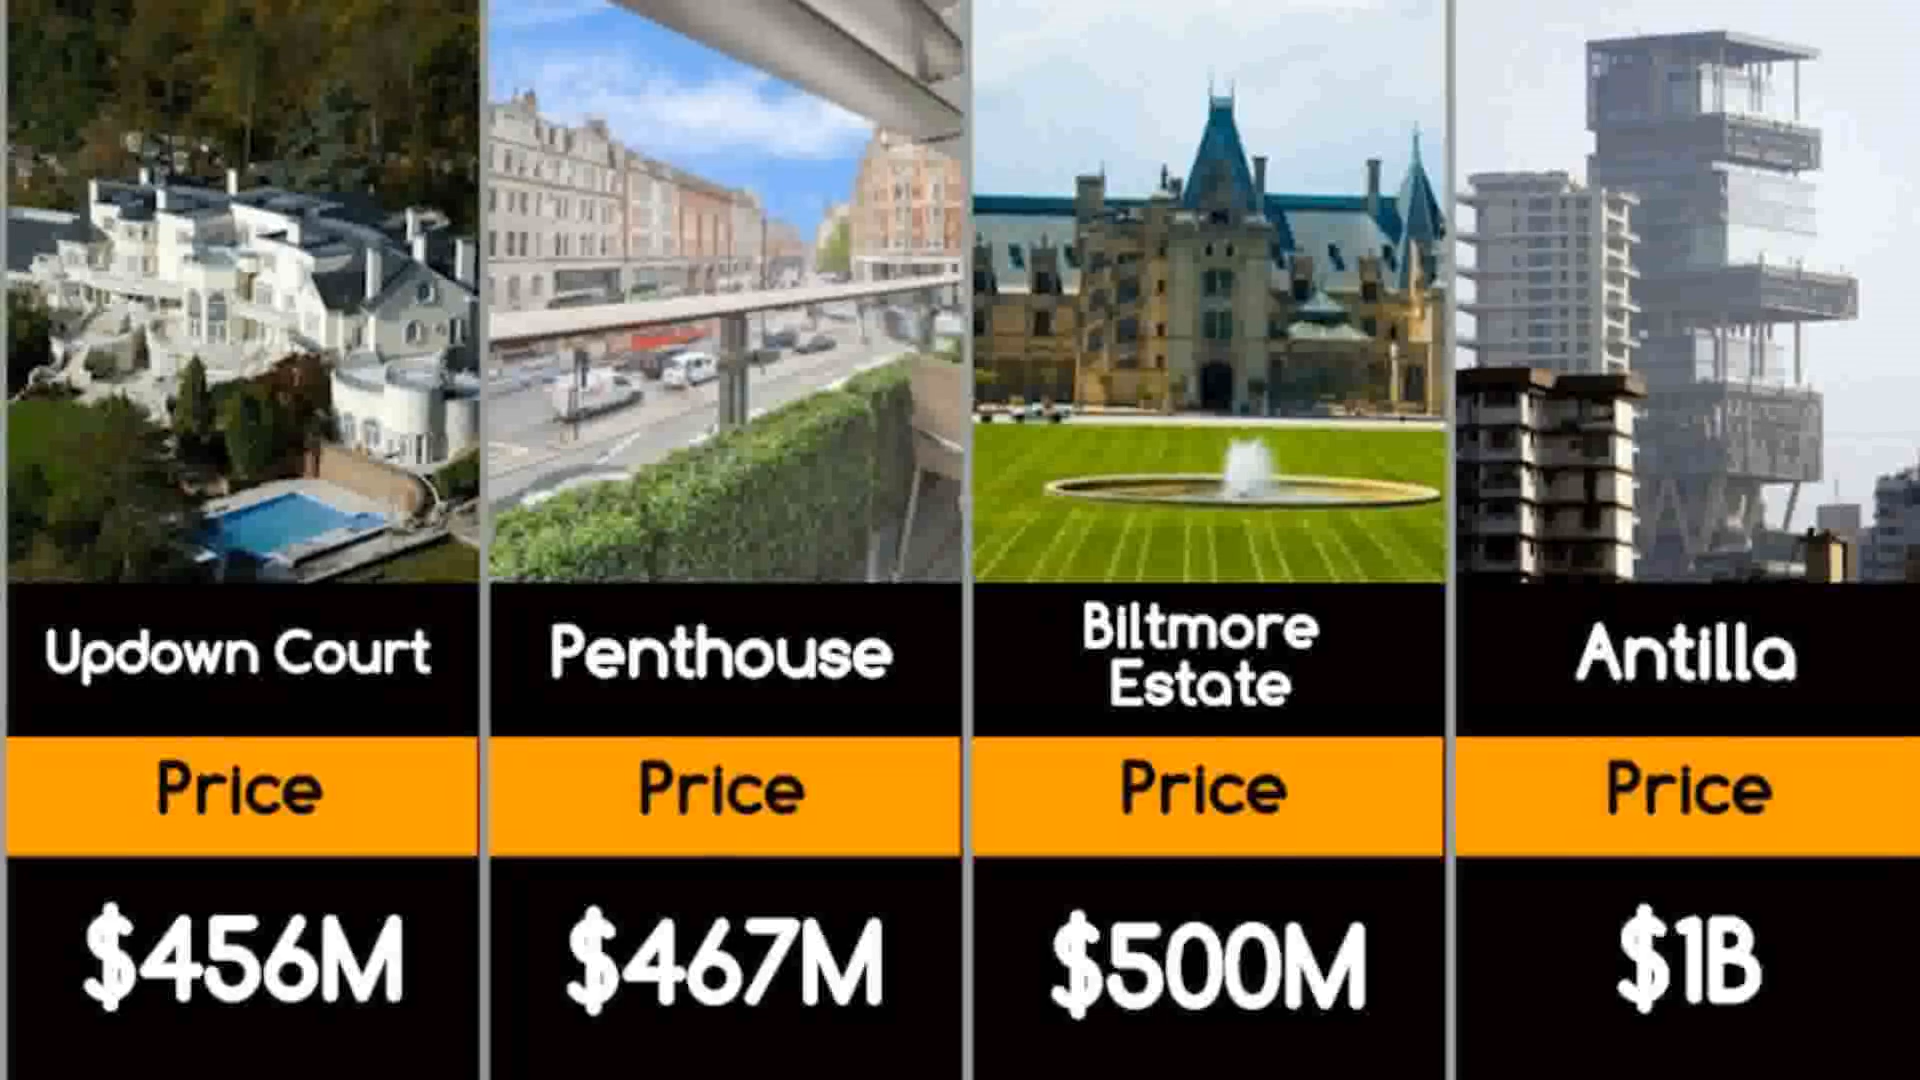 Updown Court
Penthouse
Biltmore
Estate
Antilla
Price
Price
Price
Price
$456M
$467M
$500M
$1B